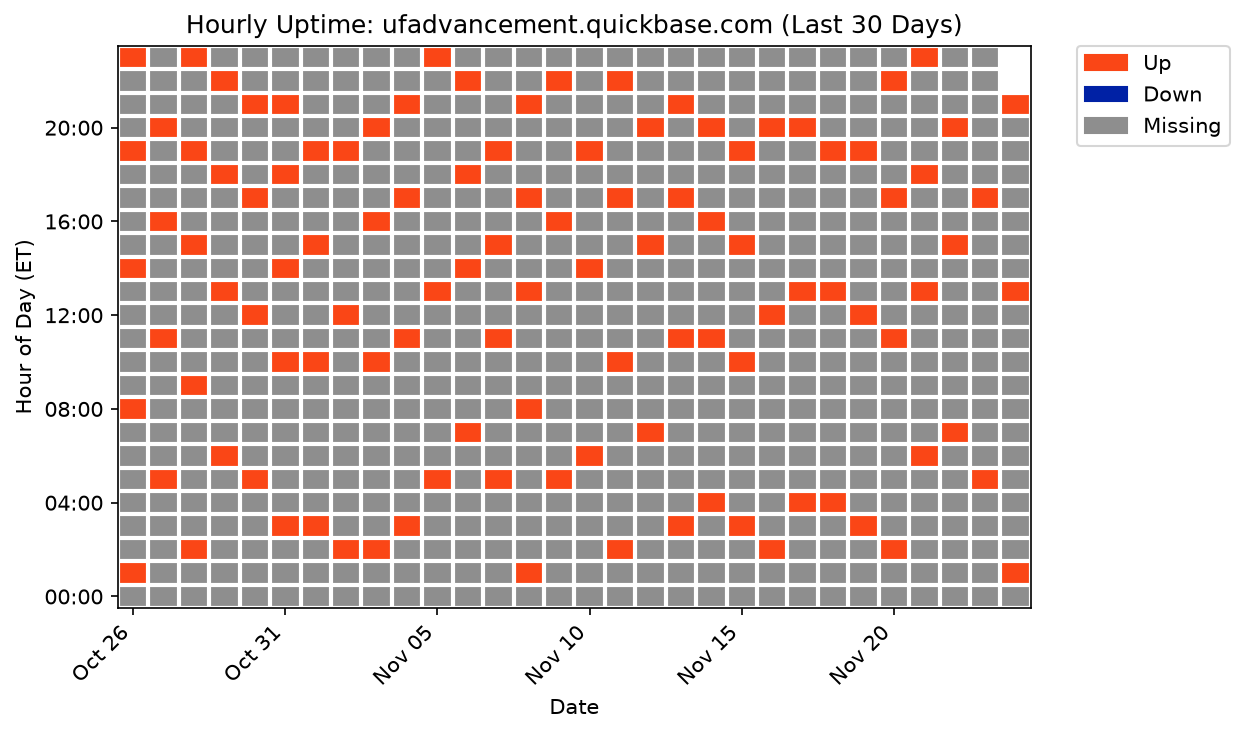 Hourly Uptime: ufadvancement.quickbase.com (Last 30 Days)
Up
Down
Missing
Hour of Day (ET)
20:00
16:00
12:00
08:00
04:00
00:00
Oct 26
Oct 31
Nov 05
Nov 10
Nov 15
Nov 20
Date